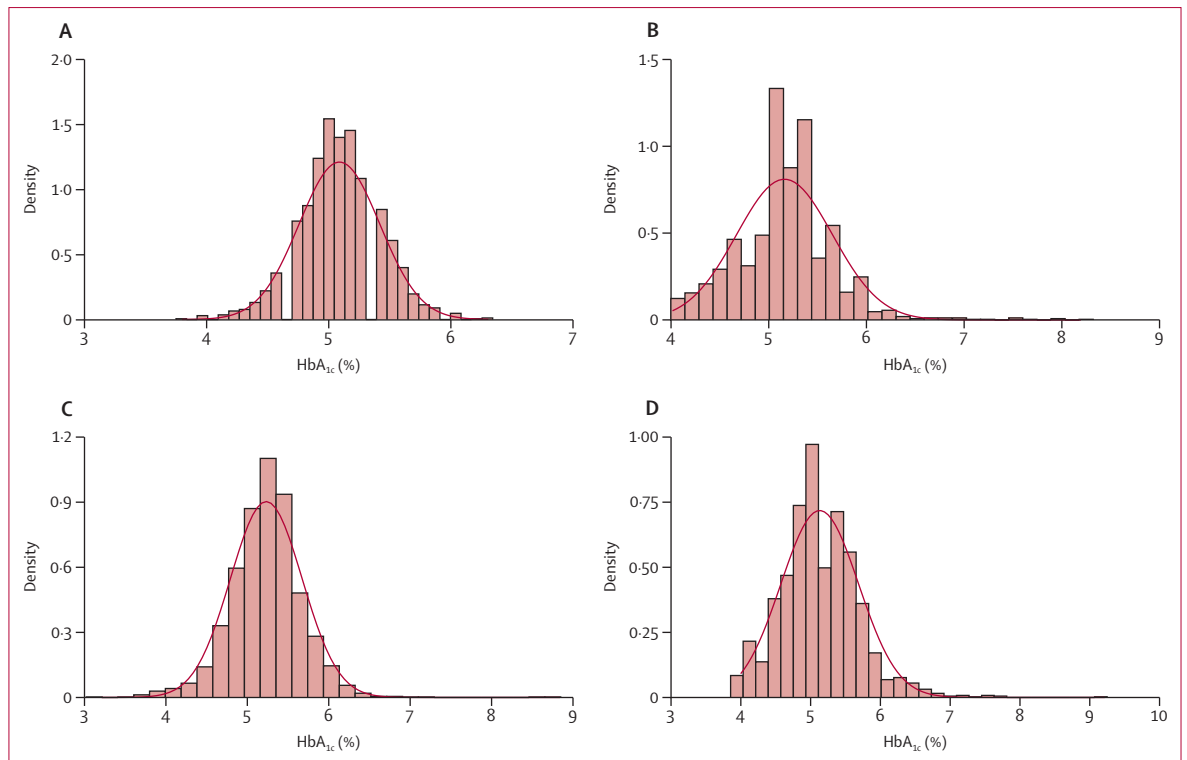 A
2·0
1·5
1·0
0·5
0
Density
3 4 5 6 7
HbA1c (%)
B
1·5
1·0
0·5
0
Density
4 5 6 7 8 9
HbA1c (%)
C
1·2
0·9
0·6
0·3
0
Density
3 4 5 6 7 8 9
HbA1c (%)
D
1·00
0·75
0·50
0·25
0
Density
3 4 5 6 7 8 9 10
HbA1c (%)